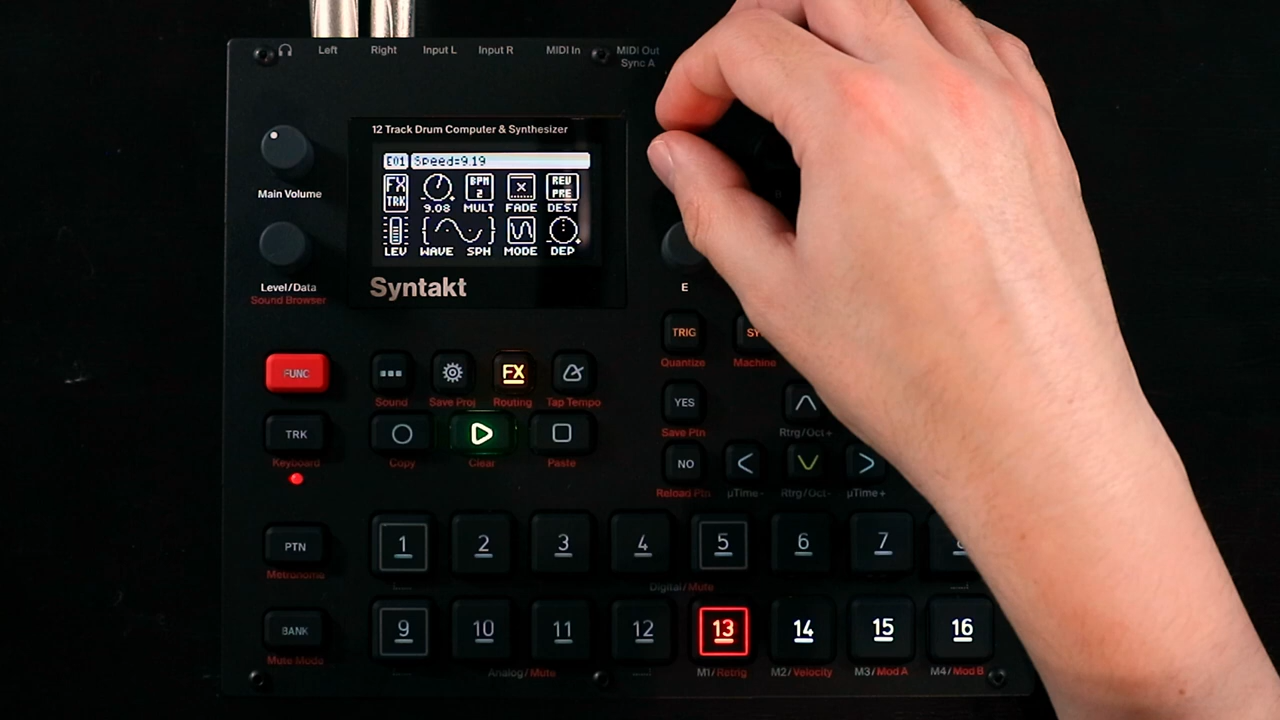 Left Right Input L Input R MIDI In MIDI Out
Sync A
12 Track Drum Computer & Synthesizer
E01 Speed=9.19
FX TRK 9.08 BPM 2 MULT FADE DEST
LEV WAVE SPH MODE DEP
Main Volume
Syntakt
Level/Data
Sound Browser
E
TRIG
Quantize Machine
FUNC FX
Sound Save Proj Routing Tap Tempo
YES
TRK Save Ptn Rtrg/Oct+
Keyboard Copy Clear Paste
NO
µTime- Rtrg/Oct- µTime+
PTN 1 2 3 4 5 6 7
Metronome
Digital/Mute
BANK 9 10 11 12 13 14 15 16
Mute Mode
Analog/Mute M1/Retrig M2/Velocity M3/Mod A M4/Mod B